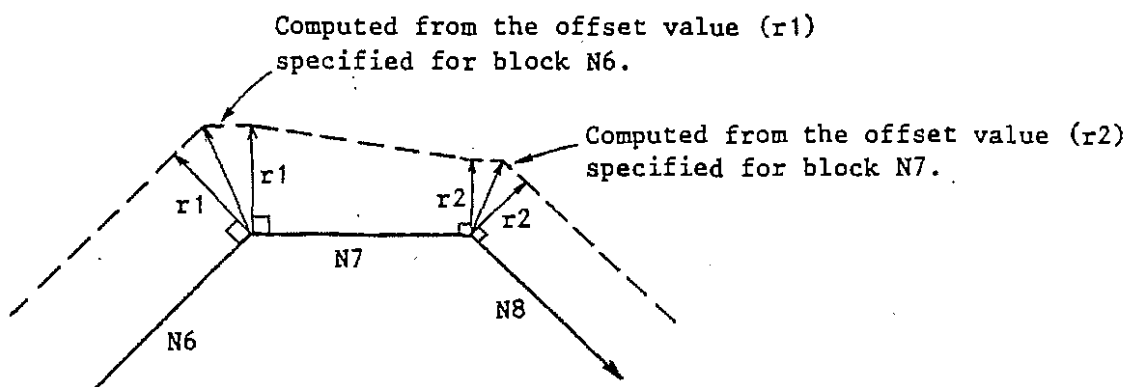 Computed from the offset value (r1)
specified for block N6.
Computed from the offset value (r2)
specified for block N7.
r1
r1
r2
r2
N7
N8
N6